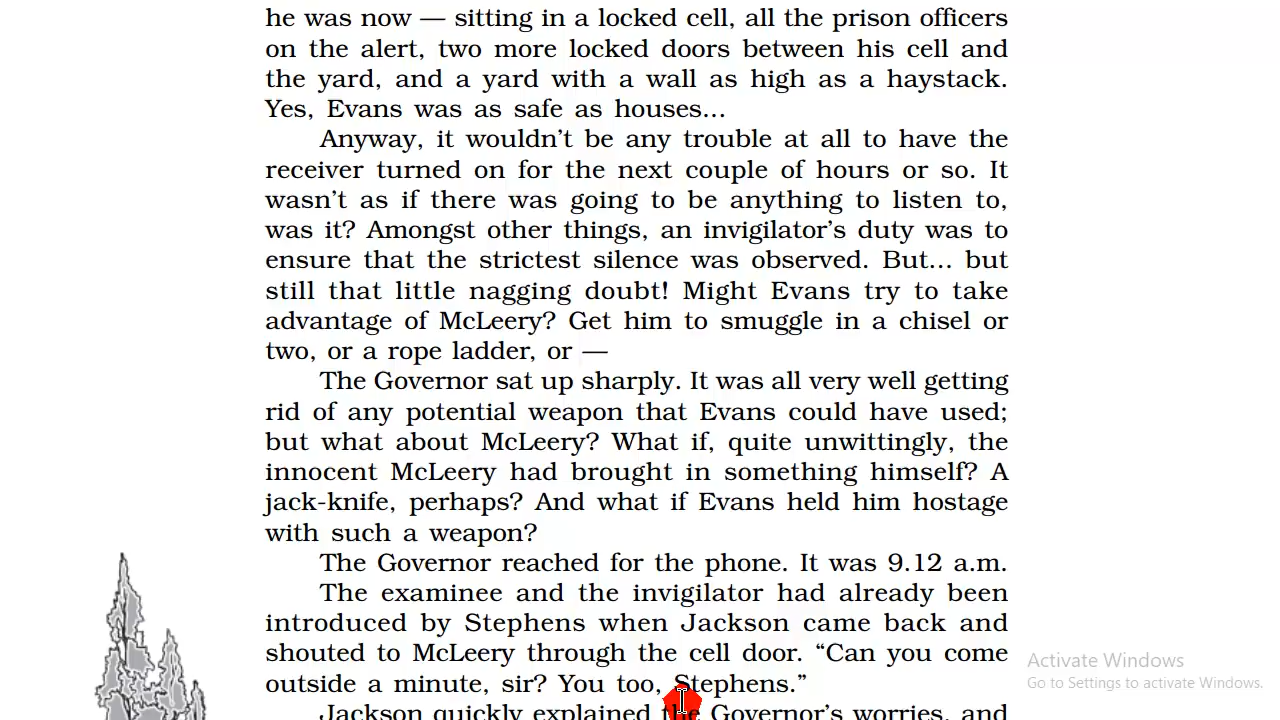 he was now — sitting in a locked cell, all the prison officers
on the alert, two more locked doors between his cell and
the yard, and a yard with a wall as high as a haystack.
Yes, Evans was as safe as houses...
Anyway, it wouldn't be any trouble at all to have the
receiver turned on for the next couple of hours or so. It
wasn't as if there was going to be anything to listen to,
was it? Amongst other things, an invigilator's duty was to
ensure that the strictest silence was observed. But... but
still that little nagging doubt! Might Evans try to take
advantage of McLeery? Get him to smuggle in a chisel or
two, or a rope ladder, or —
The Governor sat up sharply. It was all very well getting
rid of any potential weapon that Evans could have used;
but what about McLeery? What if, quite unwittingly, the
innocent McLeery had brought in something himself? A
jack-knife, perhaps? And what if Evans held him hostage
with such a weapon?
The Governor reached for the phone. It was 9.12 a.m.
The examinee and the invigilator had already been
introduced by Stephens when Jackson came back and
shouted to McLeery through the cell door. “Can you come
outside a minute, sir? You too, Stephens.”
Jackson quickly explained the Governor's worries, and
Activate Windows
Go to Settings to activate Windows.